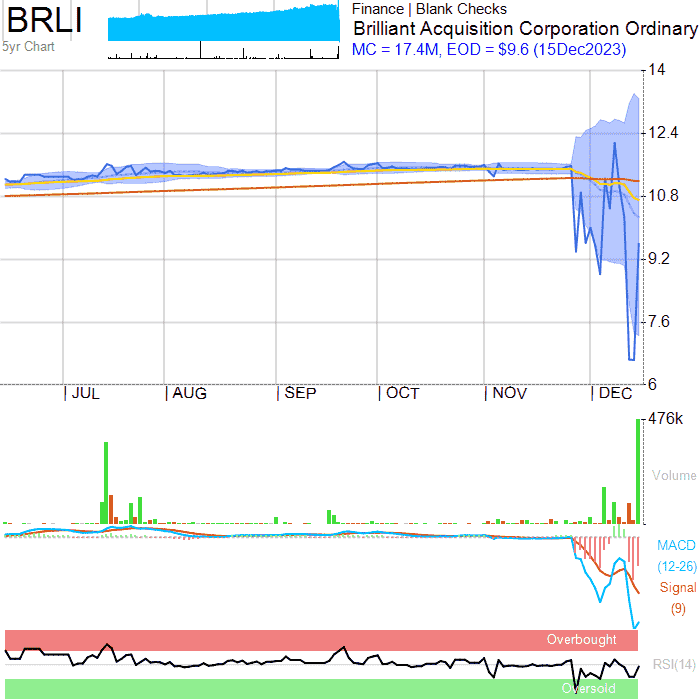 BRLI
5yr Chart
Finance | Blank Checks
Brilliant Acquisition Corporation Ordinary
MC = 17.4M, EOD = $9.6 (15Dec2023)
14
12.4
10.8
9.2
7.6
6
JUL
AUG
SEP
OCT
NOV
DEC
476k
Volume
MACD
(12-26)
Signal
(9)
Overbought
RSI(14)
Oversold